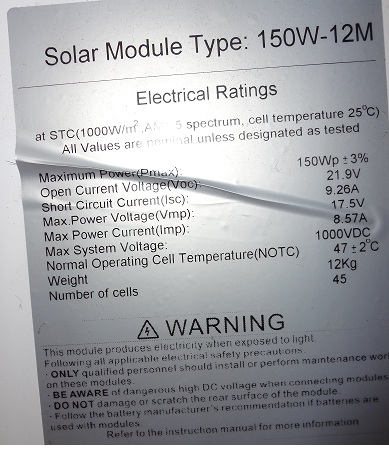 Solar Module Type: 150W-12M
Electrical Ratings
at STC(1000W/m², 5 spectrum, cell temperature 25°C)
All Values are nominal unless designated as tested
Maximum Power(Pmax): 150Wp ±3%
Open Current Voltage(Voc): 21.9V
Short Circuit Current(Isc): 9.26A
Max.Power Voltage(Vmp): 17.5V
Max Power Current(Imp): 8.57A
Max System Voltage: 1000VDC
Normal Operating Cell Temperature(NOTC) 47 ±2°C
Weight 12Kg
Number of cells 45
⚠ WARNING
This module produces electricity when exposed to light.
Following all applicable electrical safety precautions.
- ONLY qualified personnel should install or perform maintenance wor
on these modules.
- BE AWARE of dangerous high DC voltage when connecting modules
- DO NOT damage or scratch the rear surface of the module.
- Follow the battery manufacturer's recommendation if batteries are
used with modules.
Refer to the instruction manual for more information